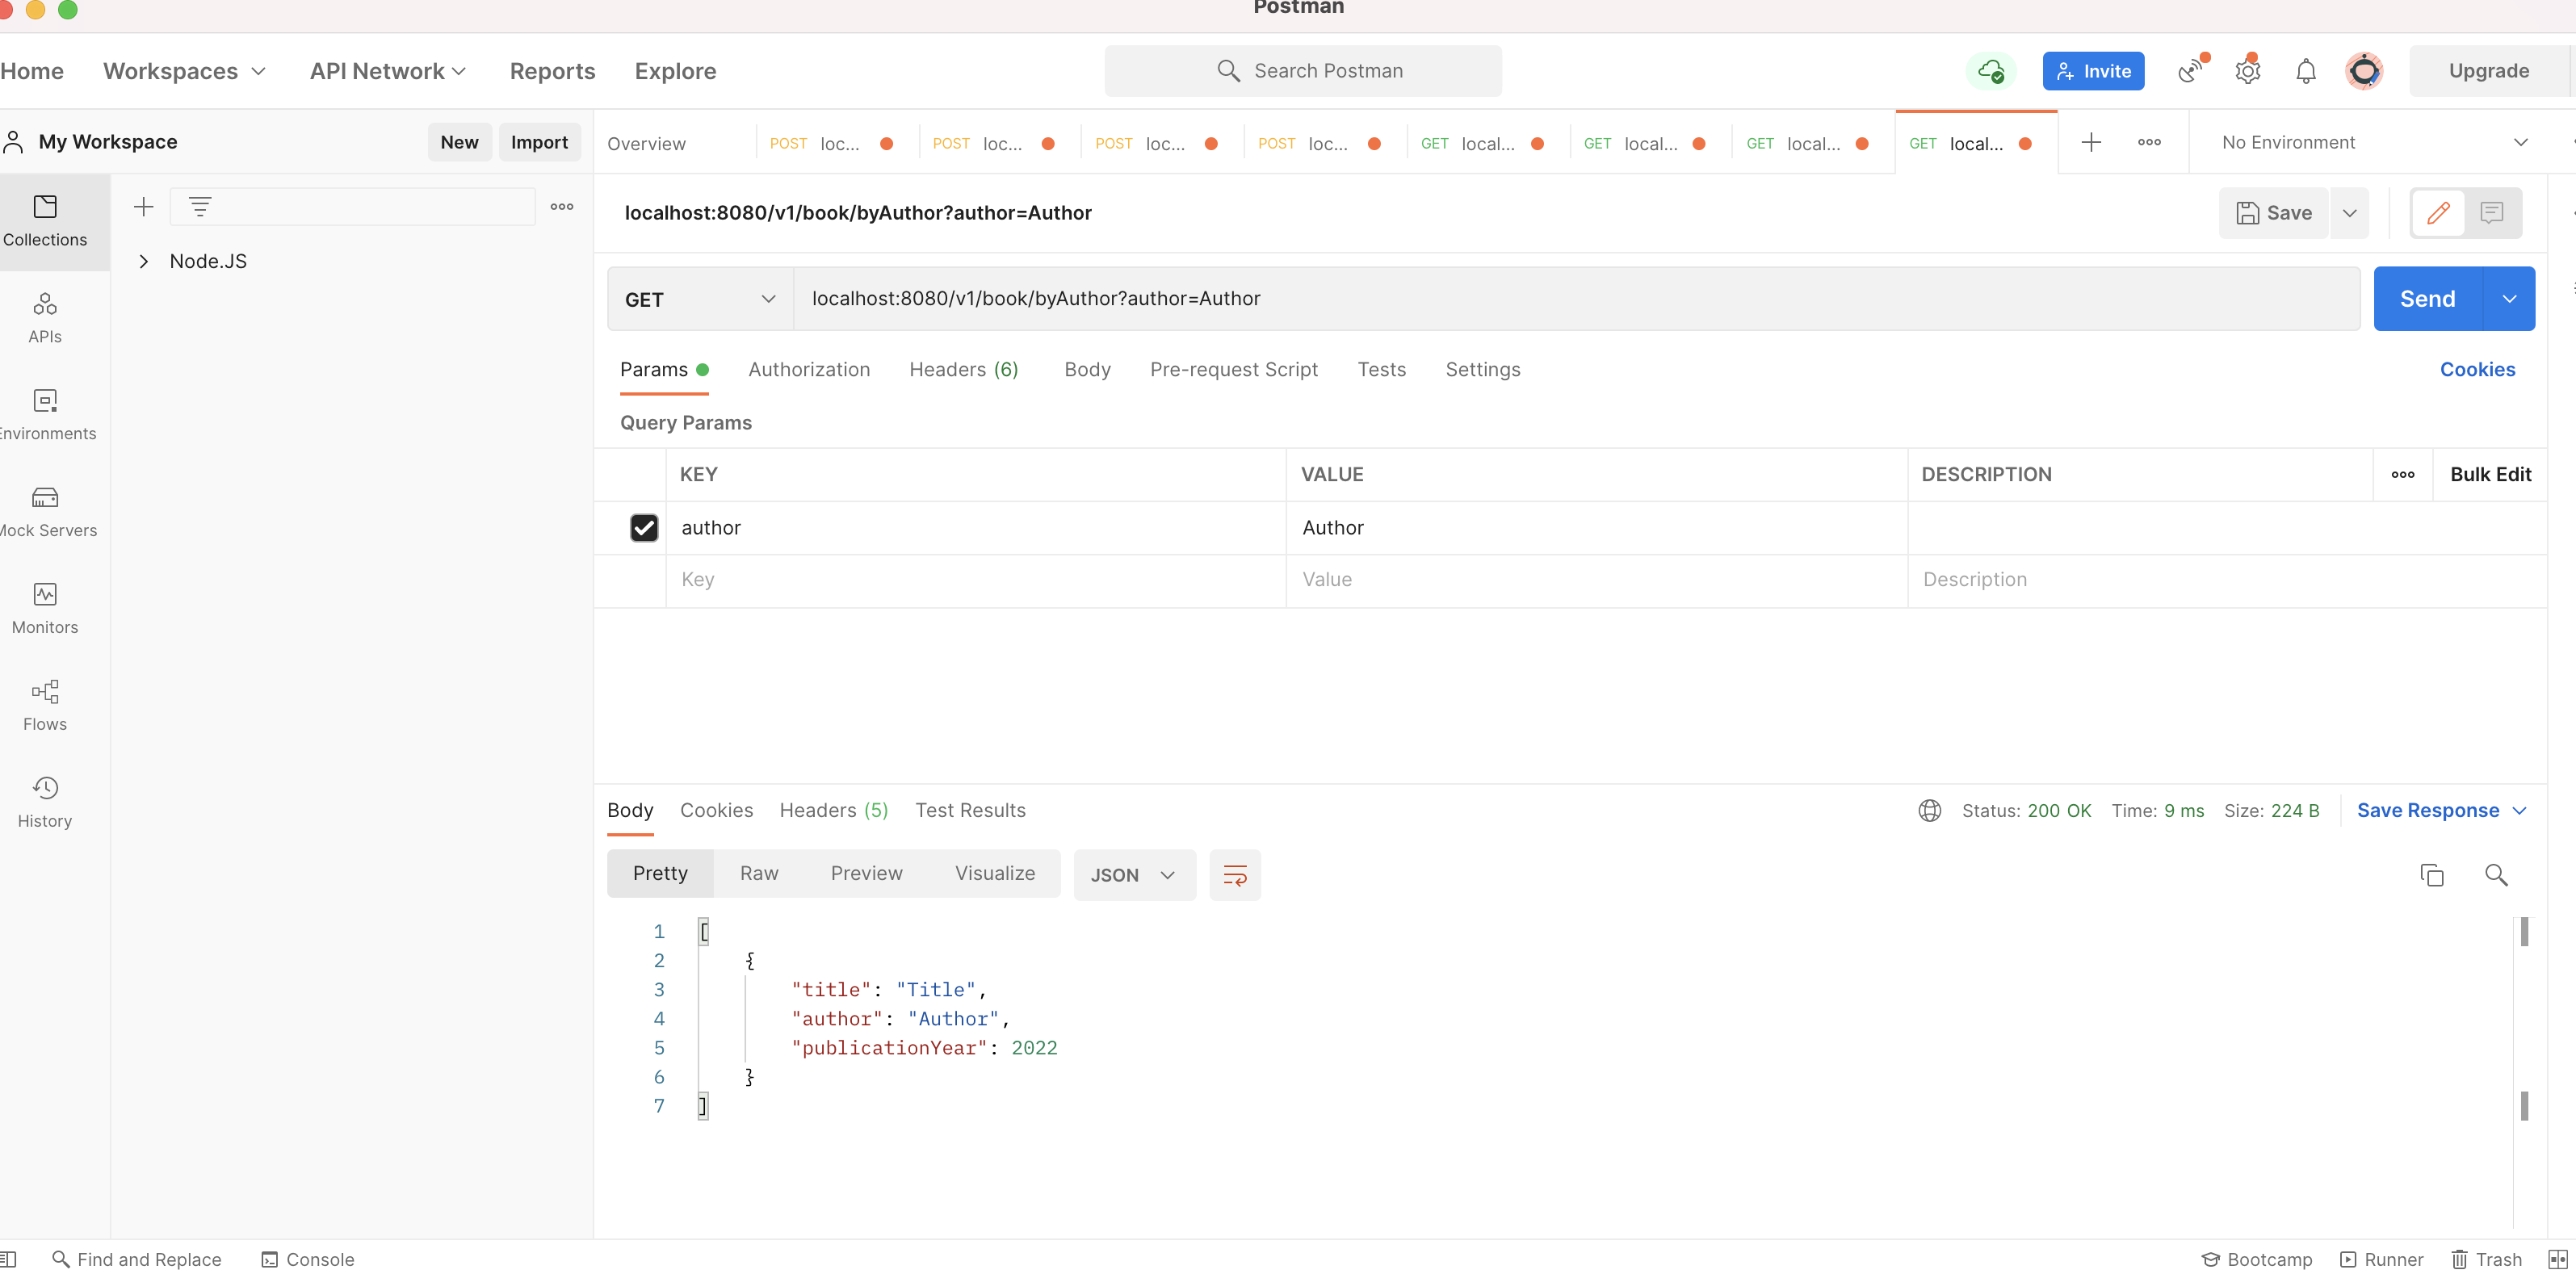 Postman
Home Workspaces API Network Reports Explore Search Postman Invite Upgrade
My Workspace New Import Overview POST loc... POST loc... POST loc... POST loc... GET local... GET local... GET local... GET local... No Environment
Collections
Node.JS
APIs
Environments
Mock Servers
Monitors
Flows
History
localhost:8080/v1/book/byAuthor?author=Author Save
GET localhost:8080/v1/book/byAuthor?author=Author Send
Params Authorization Headers (6) Body Pre-request Script Tests Settings Cookies
Query Params
KEY VALUE DESCRIPTION Bulk Edit
author Author
Key Value Description
Body Cookies Headers (5) Test Results Status: 200 OK Time: 9 ms Size: 224 B Save Response
Pretty Raw Preview Visualize JSON
1 [
2 {
3 "title": "Title",
4 "author": "Author",
5 "publicationYear": 2022
6 }
7 ]
Find and Replace Console Bootcamp Runner Trash